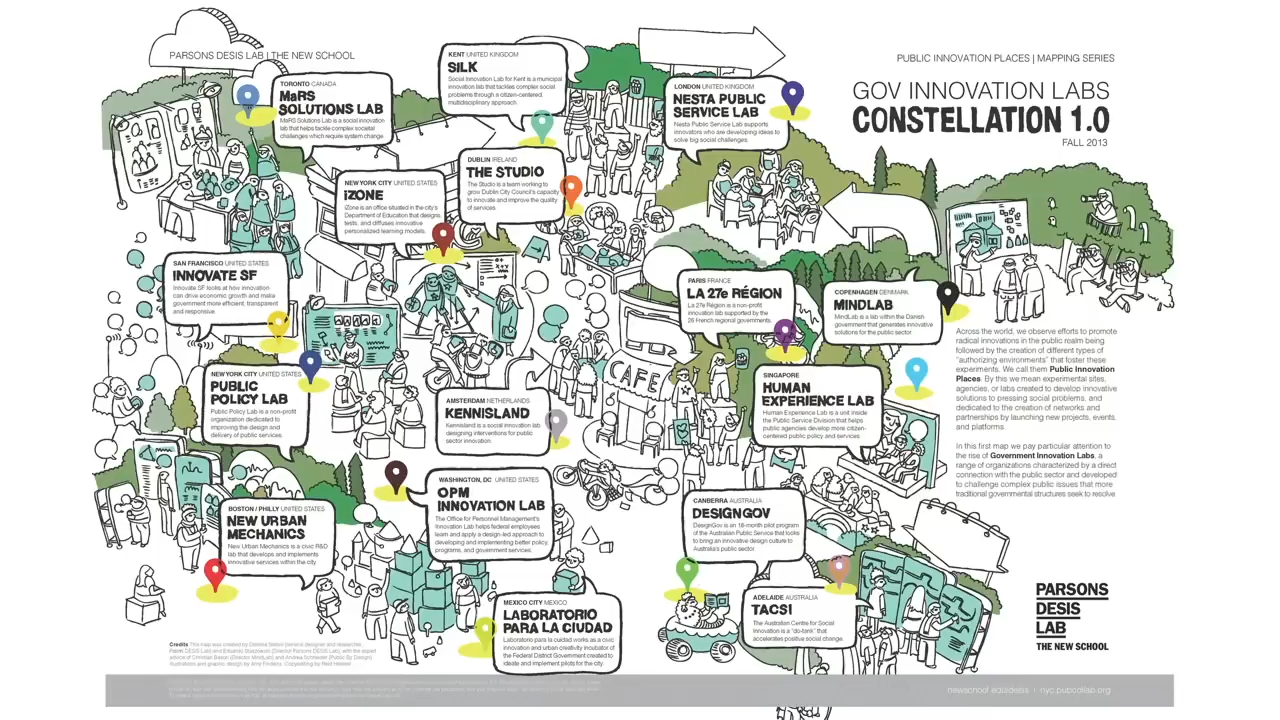 PARSONS DESIS LAB | THE NEW SCHOOL
PUBLIC INNOVATION PLACES | MAPPING SERIES
GOV INNOVATION LABS
CONSTELLATION 1.0
FALL 2013
TORONTO CANADA
MaRS
SOLUTIONS LAB
MaRS Solutions Lab is a social innovation
lab that helps tackle complex societal
challenges which require system change.
KENT UNITED KINGDOM
SILK
Social Innovation Lab for Kent is a municipal
innovation lab that tackles complex social
problems through a citizen-centered,
multidisciplinary approach.
LONDON UNITED KINGDOM
NESTA PUBLIC
SERVICE LAB
Nesta Public Service Lab supports
innovators who are developing ideas to
solve big social challenges.
NEW YORK CITY UNITED STATES
iZONE
iZone is an office situated in the city's
Department of Education that designs,
tests, and diffuses innovative
personalized learning models.
DUBLIN IRELAND
THE STUDIO
The Studio is a team working to
grow Dublin City Council's capacity
to innovate and improve the quality
of services
SAN FRANCISCO UNITED STATES
INNOVATE SF
Innovate SF looks at how innovation
can drive economic growth and make
government more efficient, transparent
and responsive.
PARIS FRANCE
LA 27e RÉGION
La 27e Région is a non-profit
innovation lab supported by the
26 French regional governments.
COPENHAGEN DENMARK
MINDLAB
MindLab is a lab within the Danish
government that generates innovative
solutions for the public sector.
Across the world, we observe efforts to promote
radical innovations in the public realm being
followed by the creation of different types of
"authorizing environments" that foster these
experiments. We call them Public Innovation
Places. By this we mean experimental sites,
agencies, or labs created to develop innovative
solutions to pressing social problems, and
dedicated to the creation of networks and
partnerships by launching new projects, events,
and platforms.
In this first map we pay particular attention to
the rise of Government Innovation Labs, a
range of organizations characterized by a direct
connection with the public sector and developed
to challenge complex public issues that more
traditional governmental structures seek to resolve.
CAFE
NEW YORK CITY UNITED STATES
PUBLIC
POLICY LAB
Public Policy Lab is a non-profit
organization dedicated to
improving the design and
delivery of public services.
AMSTERDAM NETHERLANDS
KENNISLAND
Kennisland is a social innovation lab
designing interventions for public
sector innovation.
SINGAPORE
HUMAN
EXPERIENCE LAB
Human Experience Lab is a unit inside
the Public Service Division that helps
public agencies develop more citizen-
centered public policy and services.
WASHINGTON, DC UNITED STATES
OPM
INNOVATION LAB
The Office for Personnel Management's
Innovation Lab helps federal employees
learn and apply a design-led approach to
developing and implementing better policy,
programs, and government services.
BOSTON / PHILLY UNITED STATES
NEW URBAN
MECHANICS
New Urban Mechanics is a civic R&D
lab that develops and implements
innovative services within the city.
CANBERRA AUSTRALIA
DESIGNGOV
DesignGov is an 18-month pilot program
of the Australian Public Service that looks
to bring an innovative design culture to
Australia's public sector
ADELAIDE AUSTRALIA
TACSI
The Australian Centre for Social
Innovation is a "do-tank" that
accelerates positive social change.
MEXICO CITY MEXICO
LABORATORIO
PARA LA CIUDAD
Laboratorio para la ciudad works as a civic
innovation and urban creativity incubator of
the Federal District Government created to
ideate and implement pilots for the city.
PARSONS
DESIS
LAB
THE NEW SCHOOL
newschool.edu/desis | nyc.pubcollab.org